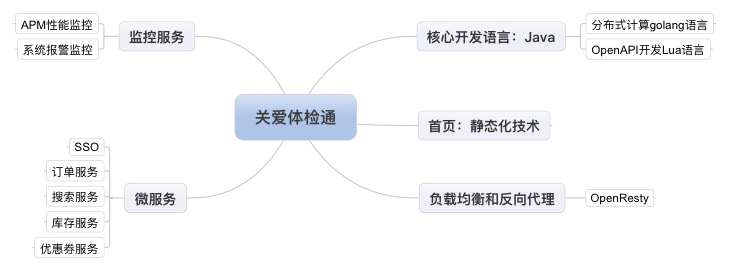 关爱体检通
核心开发语言：Java
分布式计算golang语言
OpenAPI开发Lua语言
首页：静态化技术
负载均衡和反向代理
OpenResty
监控服务
APM性能监控
系统报警监控
微服务
SSO
订单服务
搜索服务
库存服务
优惠券服务